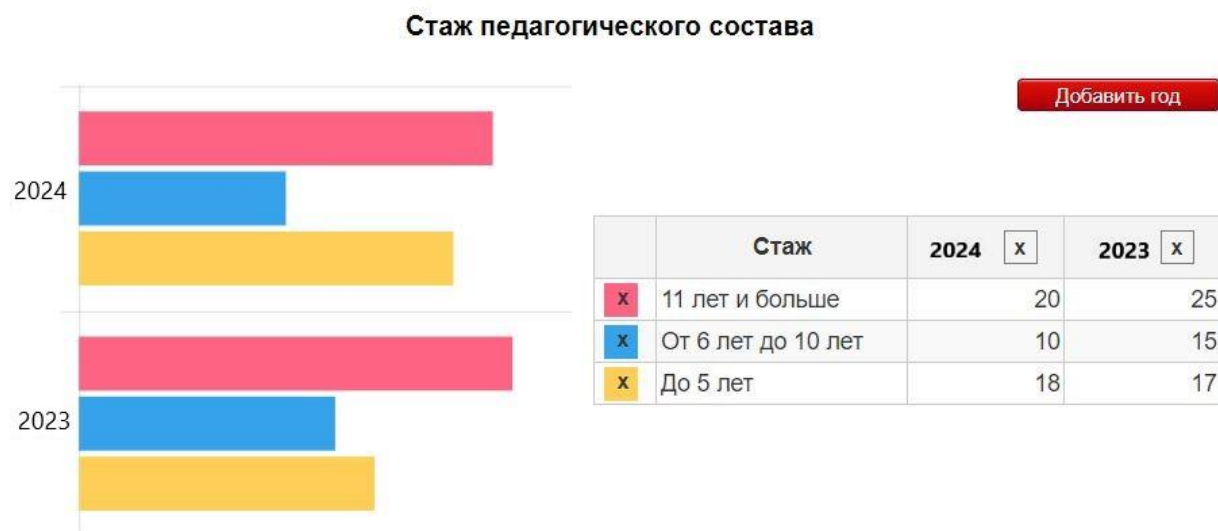 Стаж педагогического состава
Добавить год
2024
2023
Стаж 2024 x 2023 x
x 11 лет и больше 20 25
x От 6 лет до 10 лет 10 15
x До 5 лет 18 17